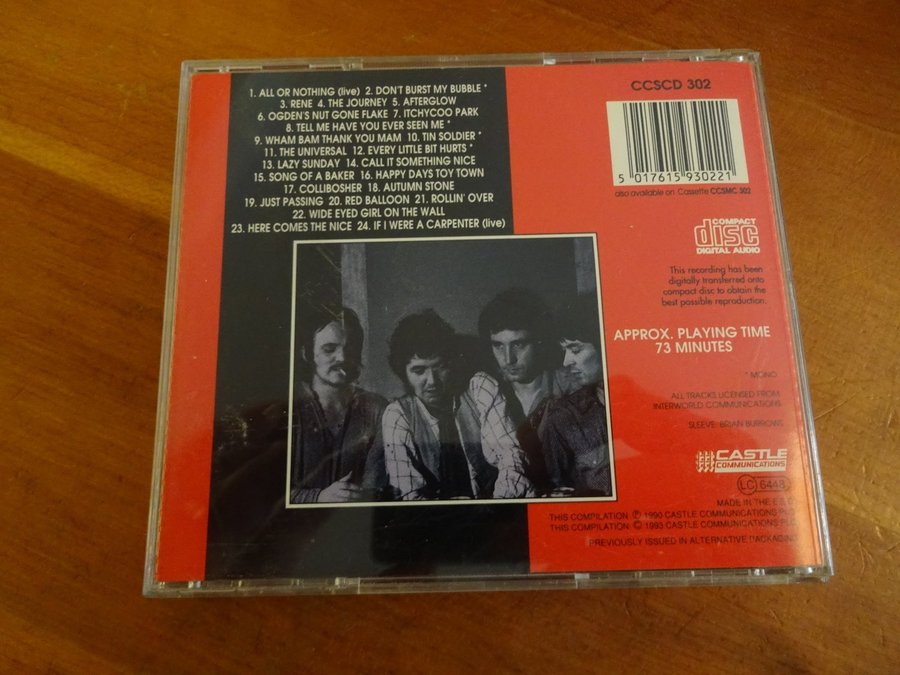 1. ALL OR NOTHING (live) 2. DON'T BURST MY BUBBLE *
3. RENE 4. THE JOURNEY 5. AFTERGLOW
6. OGDEN'S NUT GONE FLAKE 7. ITCHYCOO PARK
8. TELL ME HAVE YOU EVER SEEN ME *
9. WHAM BAM THANK YOU MAM 10. TIN SOLDIER *
11. THE UNIVERSAL 12. EVERY LITTLE BIT HURTS *
13. LAZY SUNDAY 14. CALL IT SOMETHING NICE
15. SONG OF A BAKER 16. HAPPY DAYS TOY TOWN
17. COLLIBOSHER 18. AUTUMN STONE
19. JUST PASSING 20. RED BALLOON 21. ROLLIN' OVER
22. WIDE EYED GIRL ON THE WALL
23. HERE COMES THE NICE 24. IF I WERE A CARPENTER (live)
CCSCD 302
5 017615 930221
also available on Cassette CCSMC 302
COMPACT
disc
DIGITAL AUDIO
This recording has been
digitally transferred onto
compact disc to obtain the
best possible reproduction.
APPROX. PLAYING TIME
73 MINUTES
* MONO
ALL TRACKS LICENSED FROM
INTERWORLD COMMUNICATIONS
SLEEVE: BRIAN BURROWS
CASTLE
COMMUNICATIONS
LC 6448
MADE IN THE
THIS COMPILATION ℗ 1990 CASTLE COMMUNICATIONS PLC
THIS COMPILATION © 1993 CASTLE COMMUNICATIONS PLC
PREVIOUSLY ISSUED IN ALTERNATIVE PACKAGING